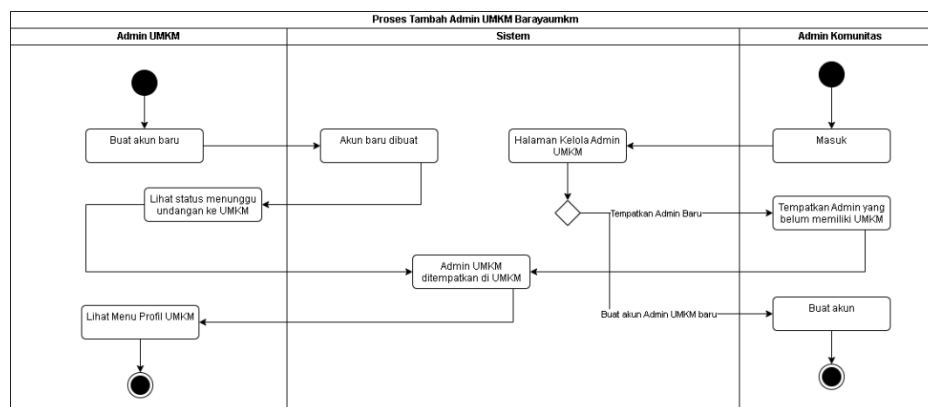 Proses Tambah Admin UMKM Barayaumkm
Admin UMKM
Sistem
Admin Komunitas
Buat akun baru
Akun baru dibuat
Halaman Kelola Admin
UMKM
Masuk
Lihat status menunggu
undangan ke UMKM
Tempatkan Admin Baru
Tempatkan Admin yang
belum memiliki UMKM
Admin UMKM
ditempatkan di UMKM
Lihat Menu Profil UMKM
Buat akun Admin UMKM baru
Buat akun